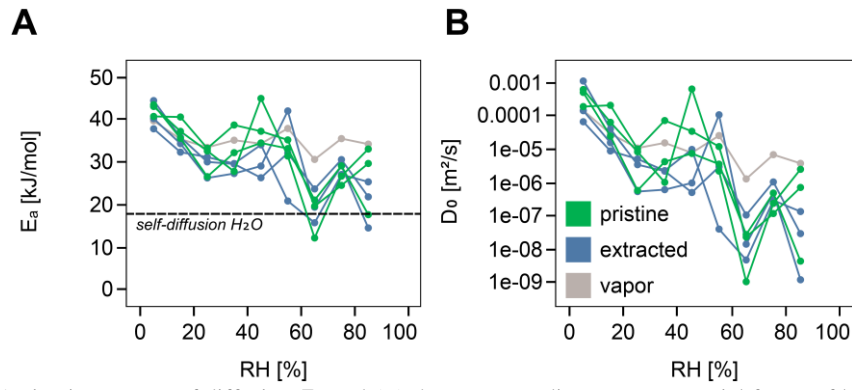 A
B
50
40
30
20
10
0
Eₐ [kJ/mol]
self-diffusion H₂O
0 20 40 60 80 100
RH [%]
0.001
0.0001
1e-05
1e-06
1e-07
1e-08
1e-09
D₀ [m²/s]
pristine
extracted
vapor
0 20 40 60 80 100
RH [%]